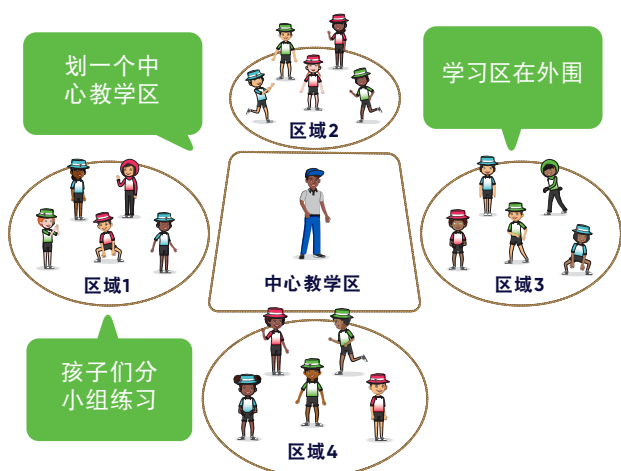 划一个中
心教学区
学习区在外围
区域2
区域1
中心教学区
区域3
孩子们分
小组练习
区域4